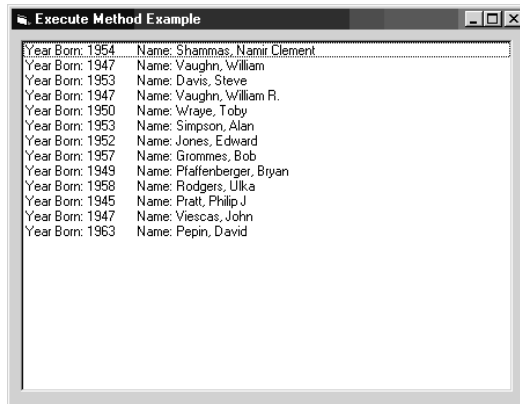 Execute Method Example
Year Born: 1954 Name: Shammas, Namir Clement
Year Born: 1947 Name: Vaughn, William
Year Born: 1953 Name: Davis, Steve
Year Born: 1947 Name: Vaughn, William R.
Year Born: 1950 Name: Wraye, Toby
Year Born: 1953 Name: Simpson, Alan
Year Born: 1952 Name: Jones, Edward
Year Born: 1957 Name: Grommes, Bob
Year Born: 1949 Name: Pfaffenberger, Bryan
Year Born: 1958 Name: Rodgers, Ulka
Year Born: 1945 Name: Pratt, Philip J
Year Born: 1947 Name: Viescas, John
Year Born: 1963 Name: Pepin, David